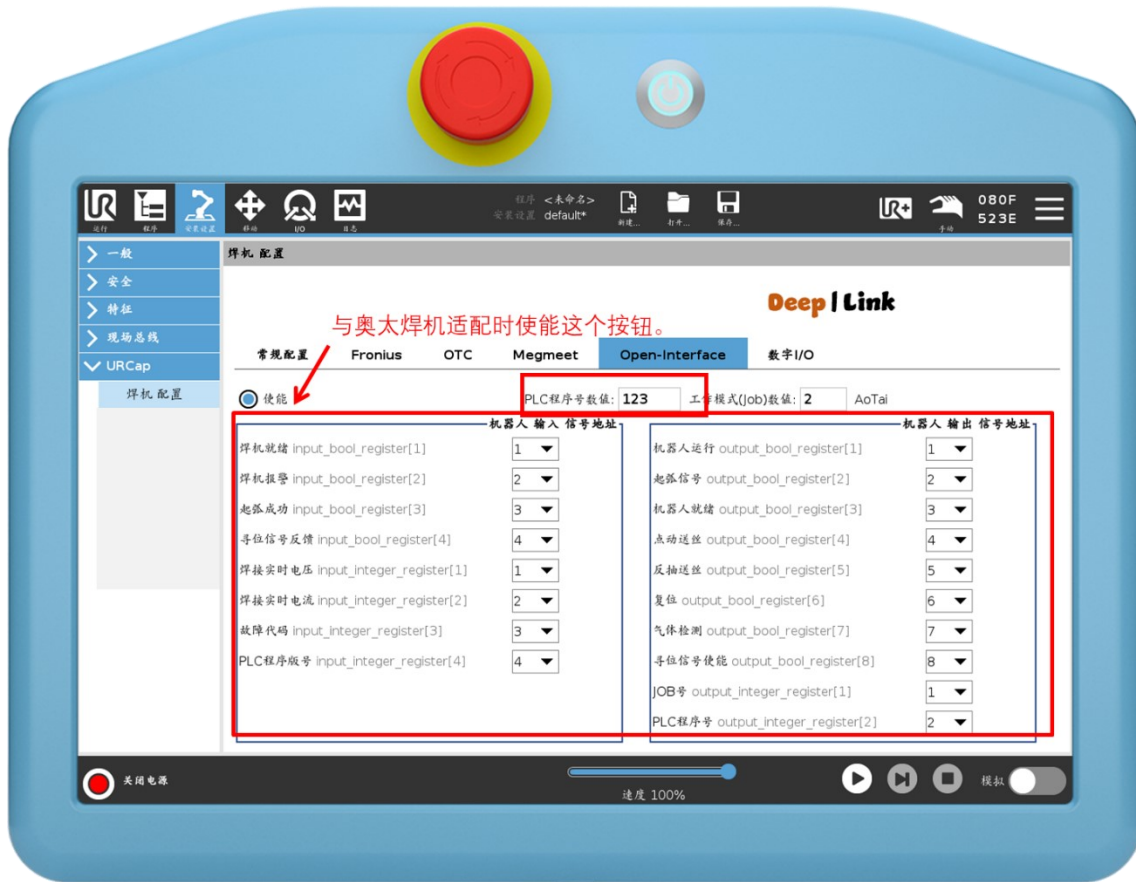 UR
运行 程序 安装设置 移动 I/O 日志
程序 <未命名>
安装设置 default*
新建... 打开... 保存...
UR+
手动
080F
523E
一般
安全
特征
现场总线
URCap
焊机 配置
焊机 配置
Deep | Link
与奥太焊机适配时使能这个按钮。
常规配置 Fronius OTC Megmeet Open-Interface 数字I/O
使能 PLC程序号数值: 123 工作模式(Job)数值: 2 AoTai
机器人 输入 信号地址
焊机就绪 input_bool_register[1] 1
焊机报警 input_bool_register[2] 2
起弧成功 input_bool_register[3] 3
寻位信号反馈 input_bool_register[4] 4
焊接实时电压 input_integer_register[1] 1
焊接实时电流 input_integer_register[2] 2
故障代码 input_integer_register[3] 3
PLC程序版号 input_integer_register[4] 4
机器人 输出 信号地址
机器人运行 output_bool_register[1] 1
起弧信号 output_bool_register[2] 2
机器人就绪 output_bool_register[3] 3
点动送丝 output_bool_register[4] 4
反抽送丝 output_bool_register[5] 5
复位 output_bool_register[6] 6
气体检测 output_bool_register[7] 7
寻位信号使能 output_bool_register[8] 8
JOB号 output_integer_register[1] 1
PLC程序号 output_integer_register[2] 2
关闭电源
速度 100%
模拟